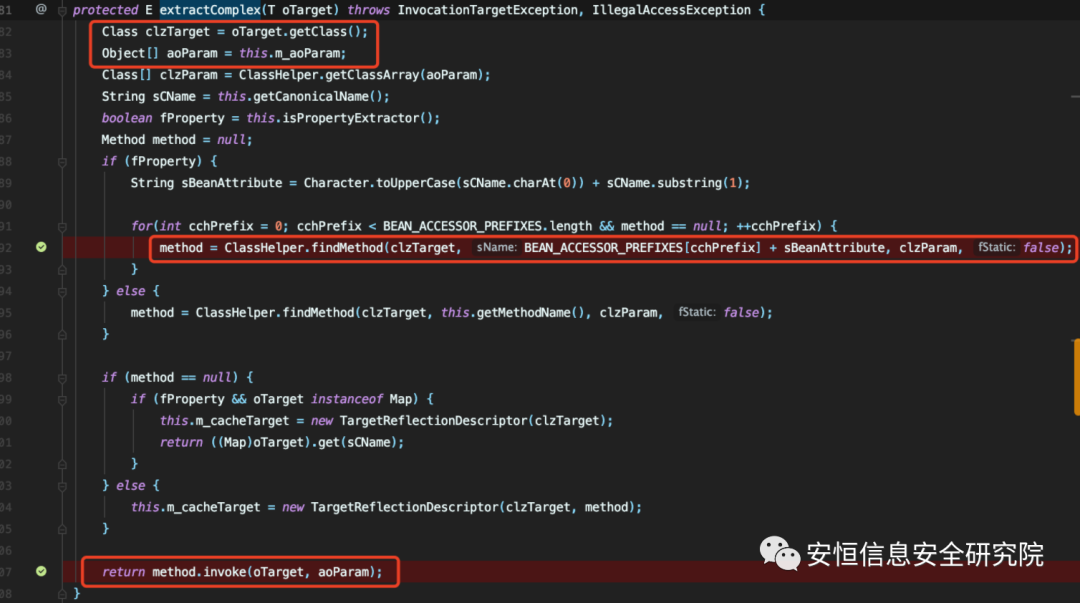 81 @ protected E extractComplex(T oTarget) throws InvocationTargetException, IllegalAccessException {
82 Class clzTarget = oTarget.getClass();
83 Object[] aoParam = this.m_aoParam;
84 Class[] clzParam = ClassHelper.getClassArray(aoParam);
85 String sCName = this.getCanonicalName();
86 boolean fProperty = this.isPropertyExtractor();
87 Method method = null;
88 if (fProperty) {
89 String sBeanAttribute = Character.toUpperCase(sCName.charAt(0)) + sCName.substring(1);
90
91 for(int cchPrefix = 0; cchPrefix < BEAN_ACCESSOR_PREFIXES.length && method == null; ++cchPrefix) {
92 method = ClassHelper.findMethod(clzTarget, sName: BEAN_ACCESSOR_PREFIXES[cchPrefix] + sBeanAttribute, clzParam, fStatic: false);
93 }
94 } else {
95 method = ClassHelper.findMethod(clzTarget, this.getMethodName(), clzParam, fStatic: false);
96 }
97
98 if (method == null) {
99 if (fProperty && oTarget instanceof Map) {
00 this.m_cacheTarget = new TargetReflectionDescriptor(clzTarget);
01 return ((Map)oTarget).get(sCName);
02 }
03 } else {
04 this.m_cacheTarget = new TargetReflectionDescriptor(clzTarget, method);
05 }
06
07 return method.invoke(oTarget, aoParam);
08 }
安恒信息安全研究院